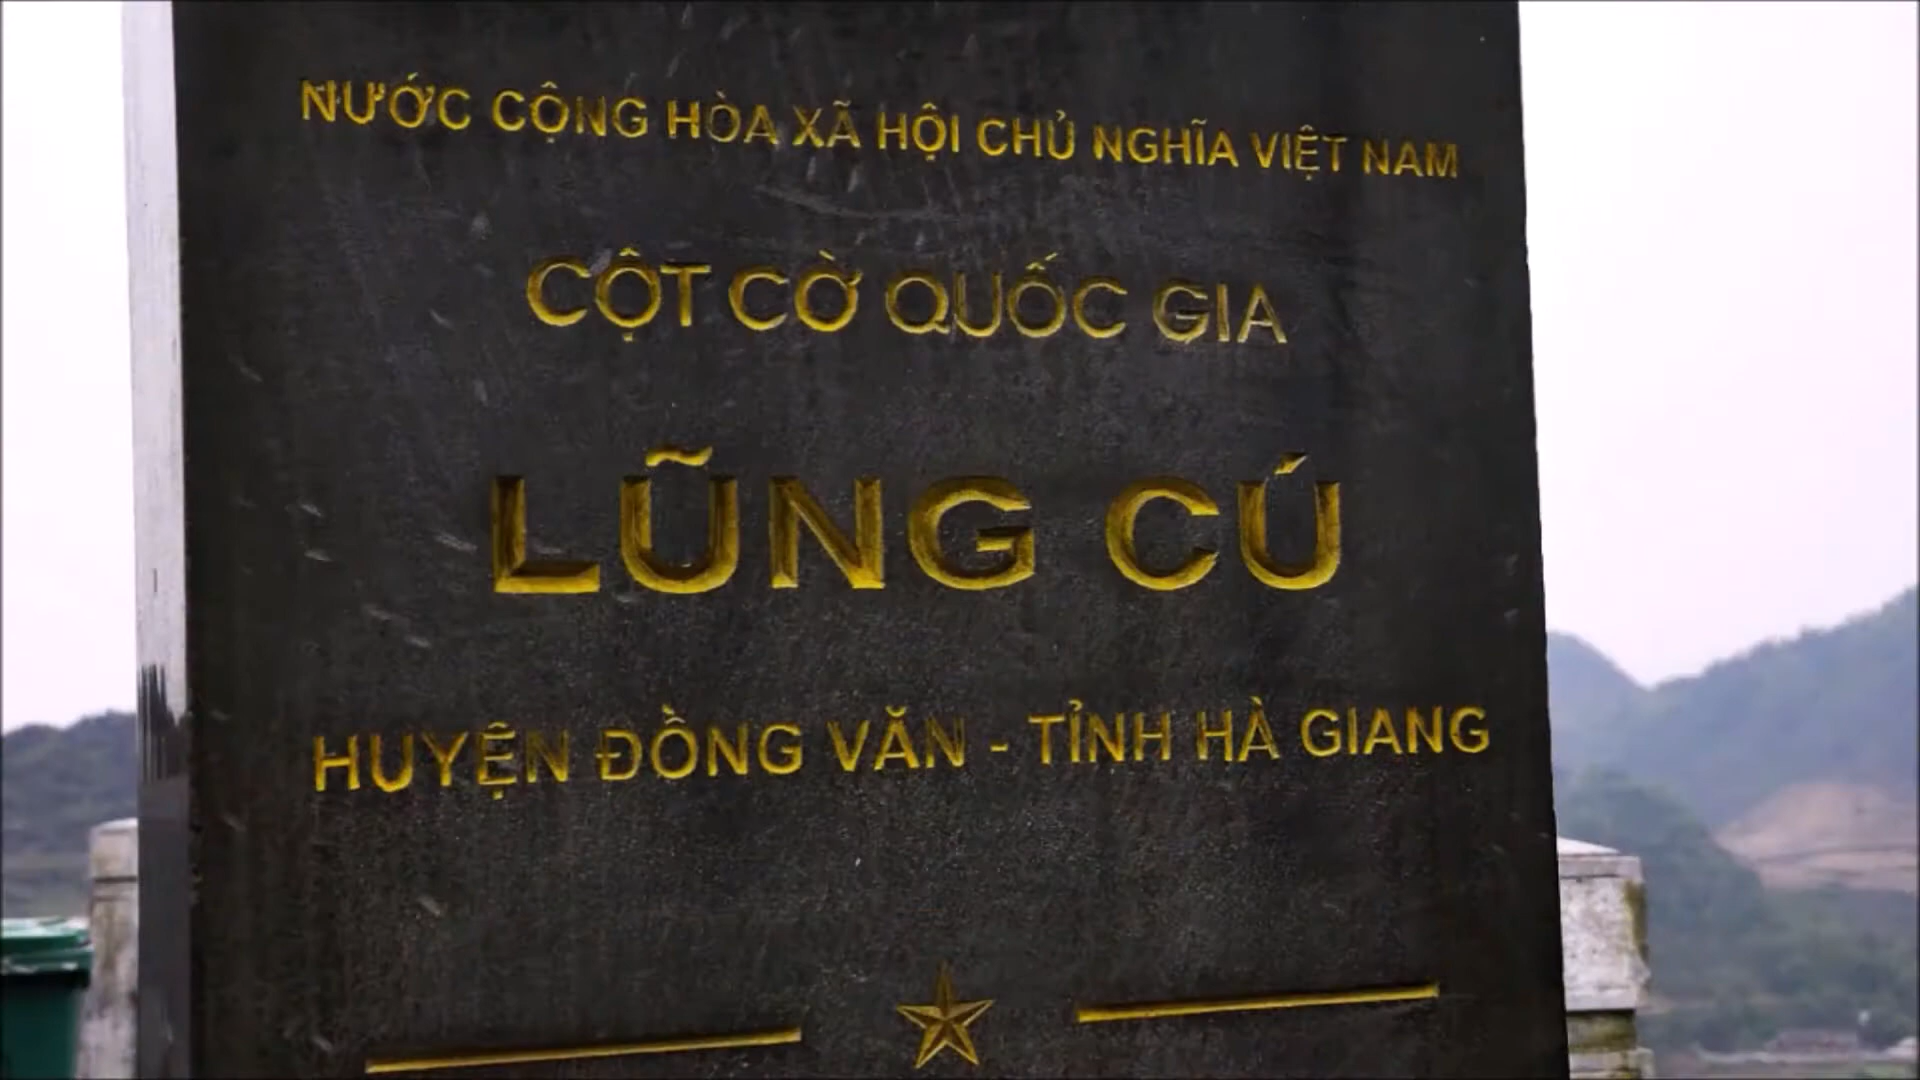 NƯỚC CỘNG HÒA XÃ HỘI CHỦ NGHĨA VIỆT NAM
CỘT CỜ QUỐC GIA
LŨNG CÚ
HUYỆN ĐỒNG VĂN - TỈNH HÀ GIANG